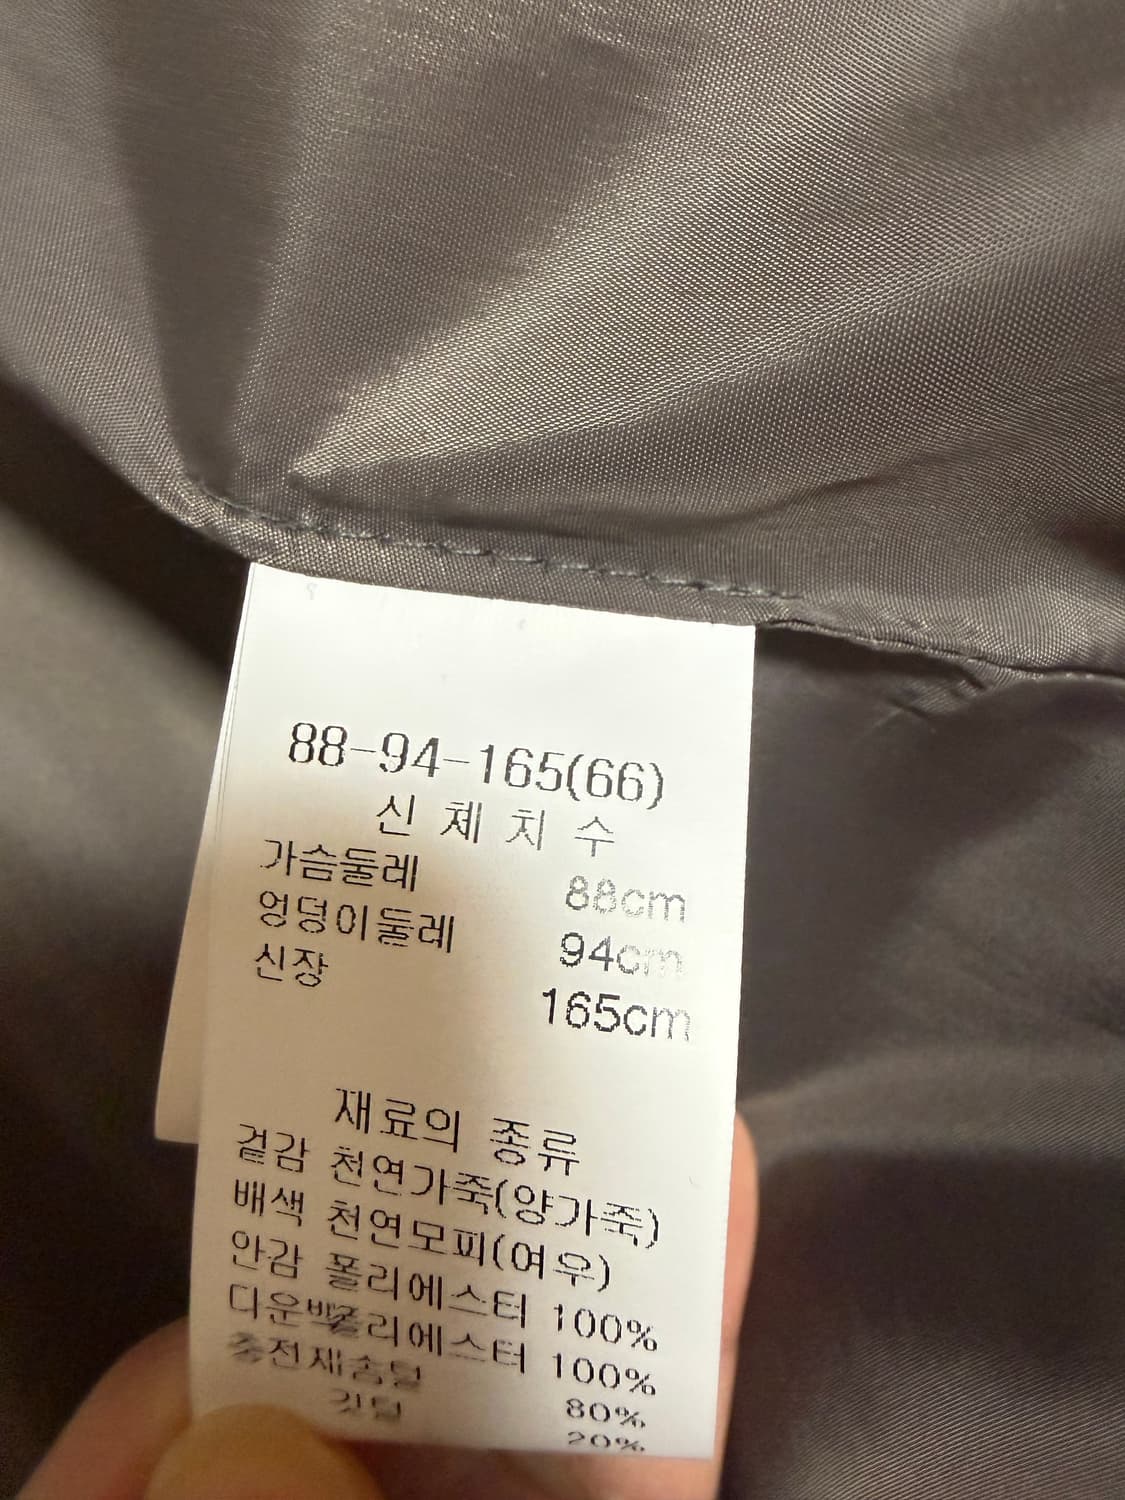 88-94-165(66)
신 체 치 수
가슴둘레 88cm
엉덩이둘레 94cm
신장 165cm
재료의 종류
겉감 천연가죽(양가죽)
배색 천연모피(여우)
안감 폴리에스터 100%
다운백폴리에스터 100%
충전재솜털 80%
깃털 20%